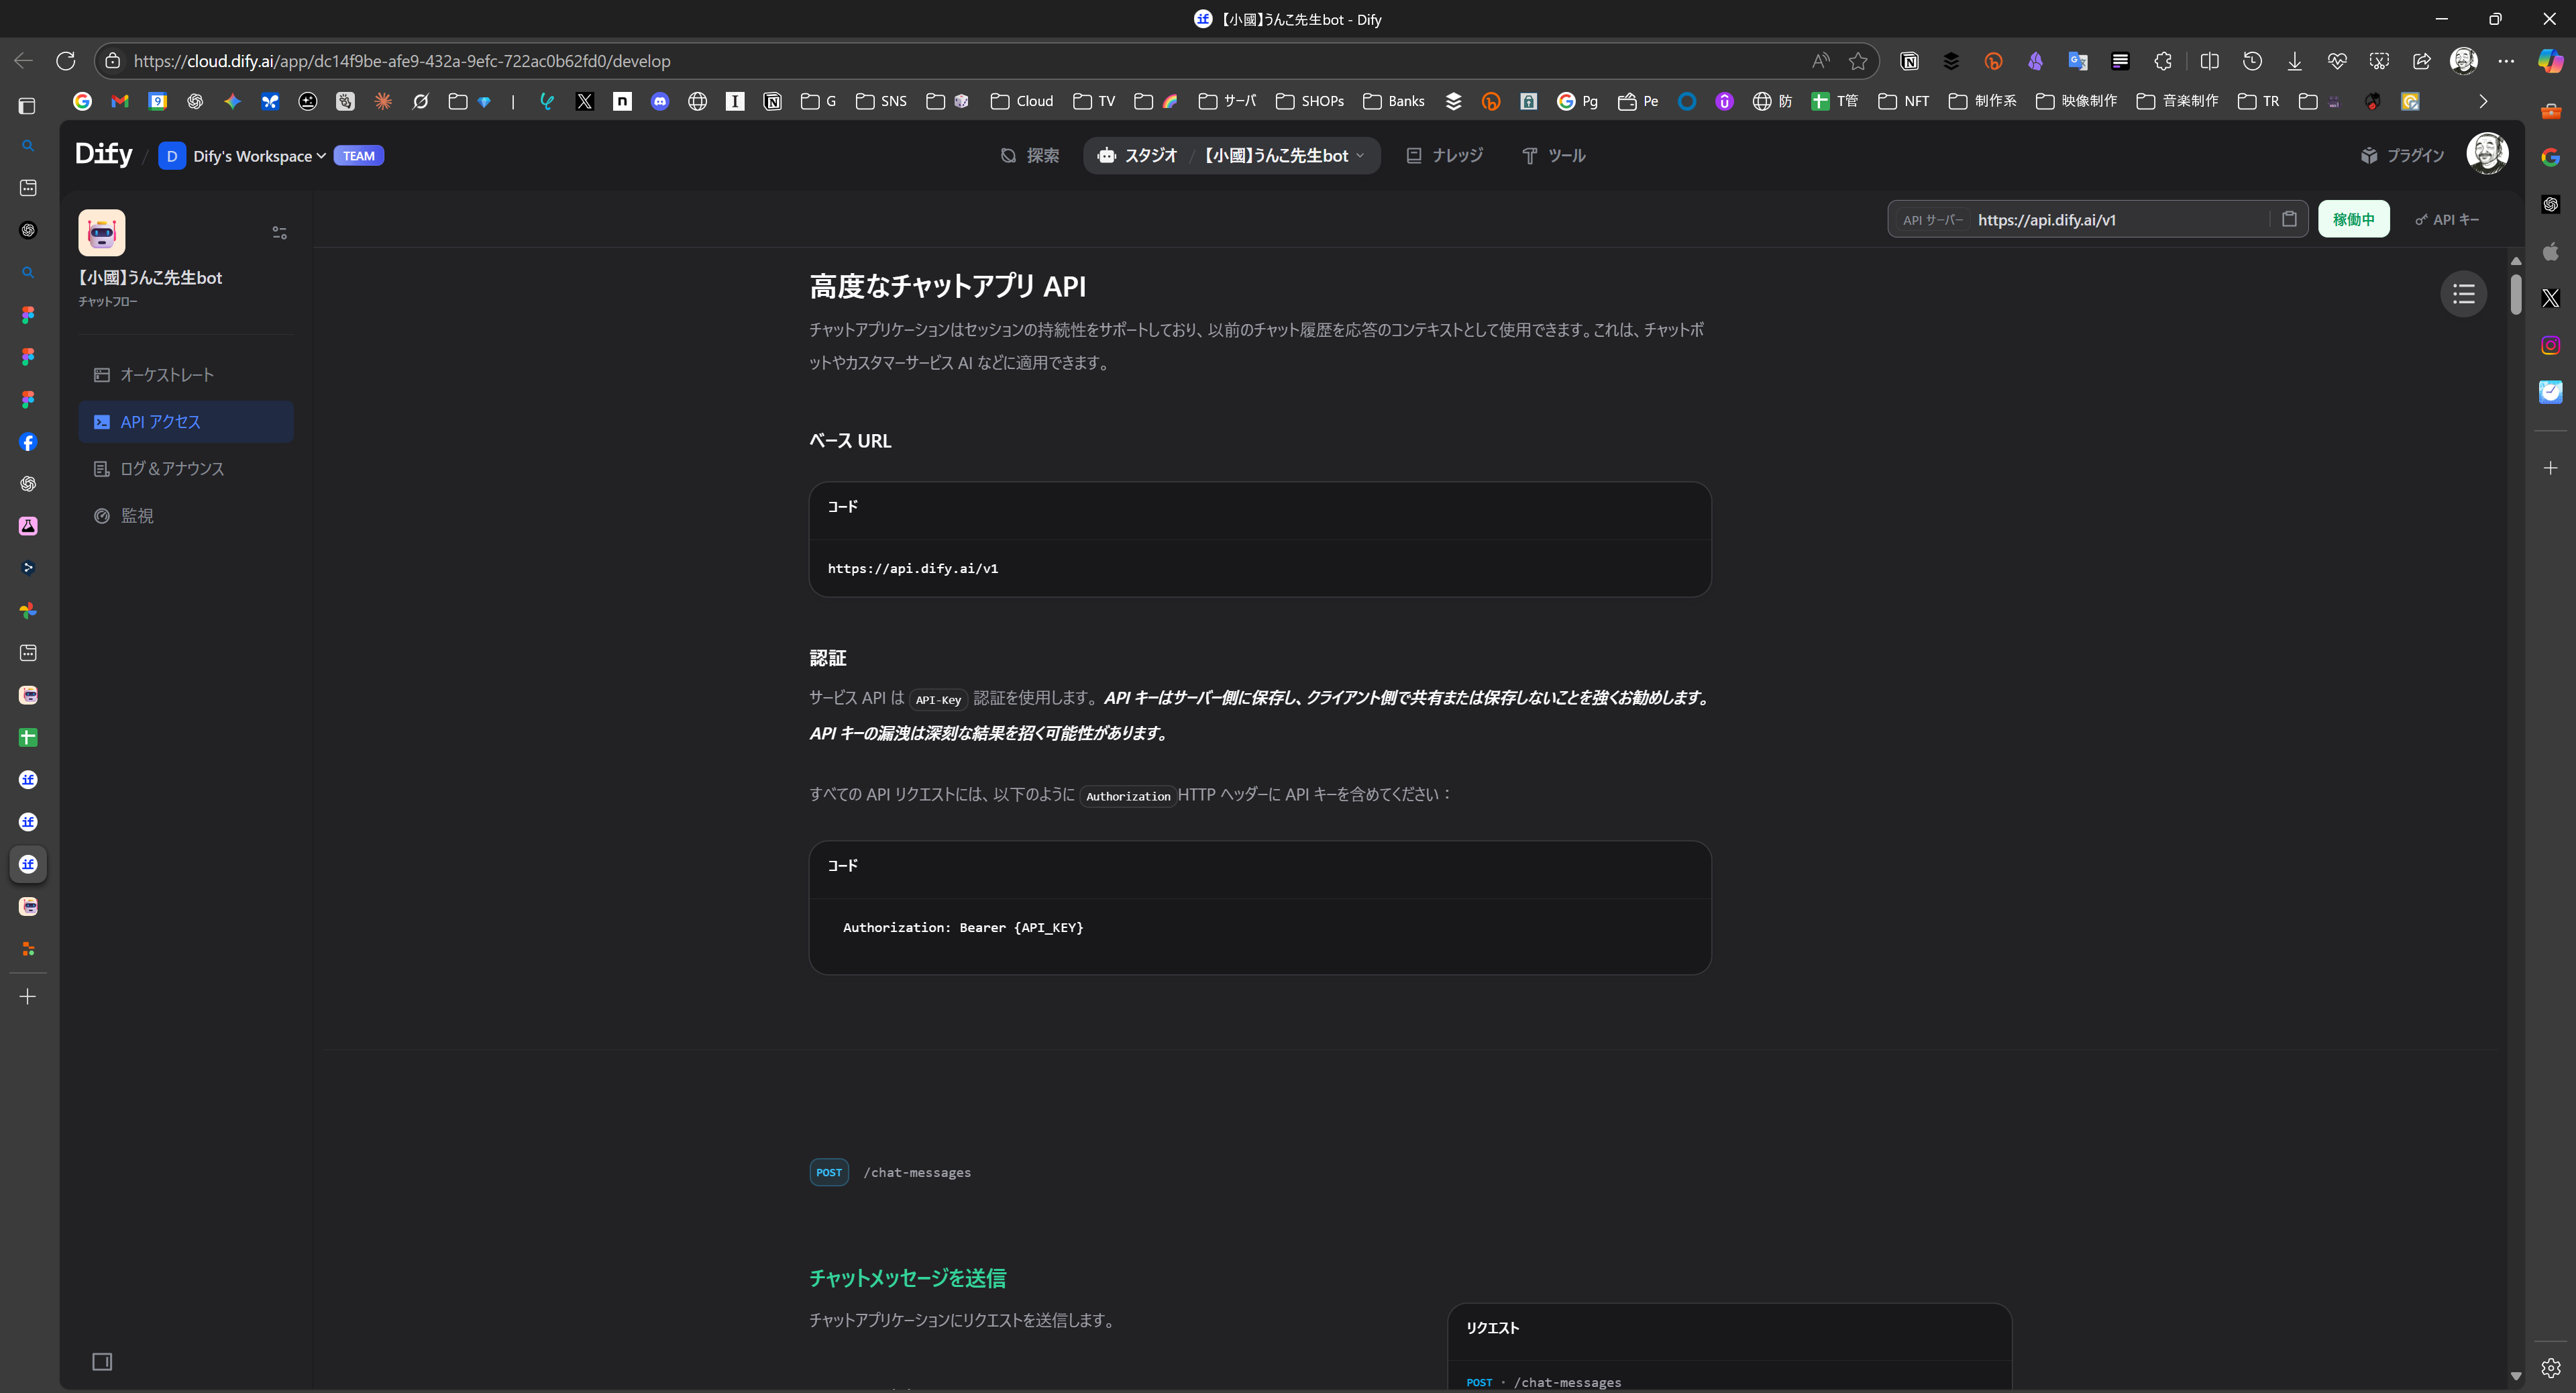 【小國】うんこ先生bot - Dify
https://cloud.dify.ai/app/dc14f9be-afe9-432a-9efc-722ac0b62fd0/develop
G
SNS
Cloud
TV
サーバ
SHOPs
Banks
Pg
Pe
防
T管
NFT
制作系
映像制作
音楽制作
TR
Dify / D Dify's Workspace TEAM
探索
スタジオ / 【小國】うんこ先生bot
ナレッジ
ツール
プラグイン
API サーバー https://api.dify.ai/v1
稼働中
API キー
【小國】うんこ先生bot
チャットフロー
オーケストレート
API アクセス
ログ＆アナウンス
監視
高度なチャットアプリ API
チャットアプリケーションはセッションの持続性をサポートしており、以前のチャット履歴を応答のコンテキストとして使用できます。これは、チャットボ
ットやカスタマーサービス AI などに適用できます。
ベース URL
コード
https://api.dify.ai/v1
認証
サービス API は API-Key 認証を使用します。API キーはサーバー側に保存し、クライアント側で共有または保存しないことを強くお勧めします。
API キーの漏洩は深刻な結果を招く可能性があります。
すべての API リクエストには、以下のように Authorization HTTP ヘッダーに API キーを含めてください：
コード
Authorization: Bearer {API_KEY}
POST /chat-messages
チャットメッセージを送信
チャットアプリケーションにリクエストを送信します。
リクエスト
POST · /chat-messages